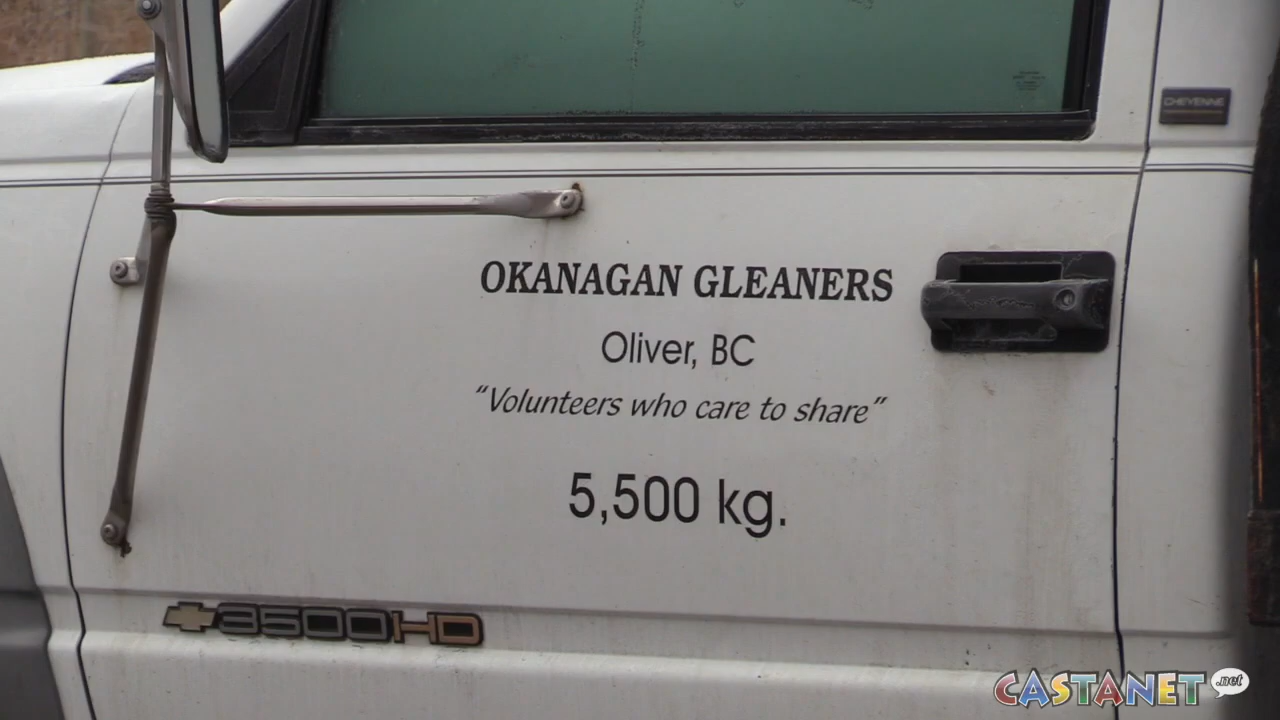 CHEYENNE
OKANAGAN GLEANERS
Oliver, BC
“Volunteers who care to share”
5,500 kg.
3500HD
CASTANET .net